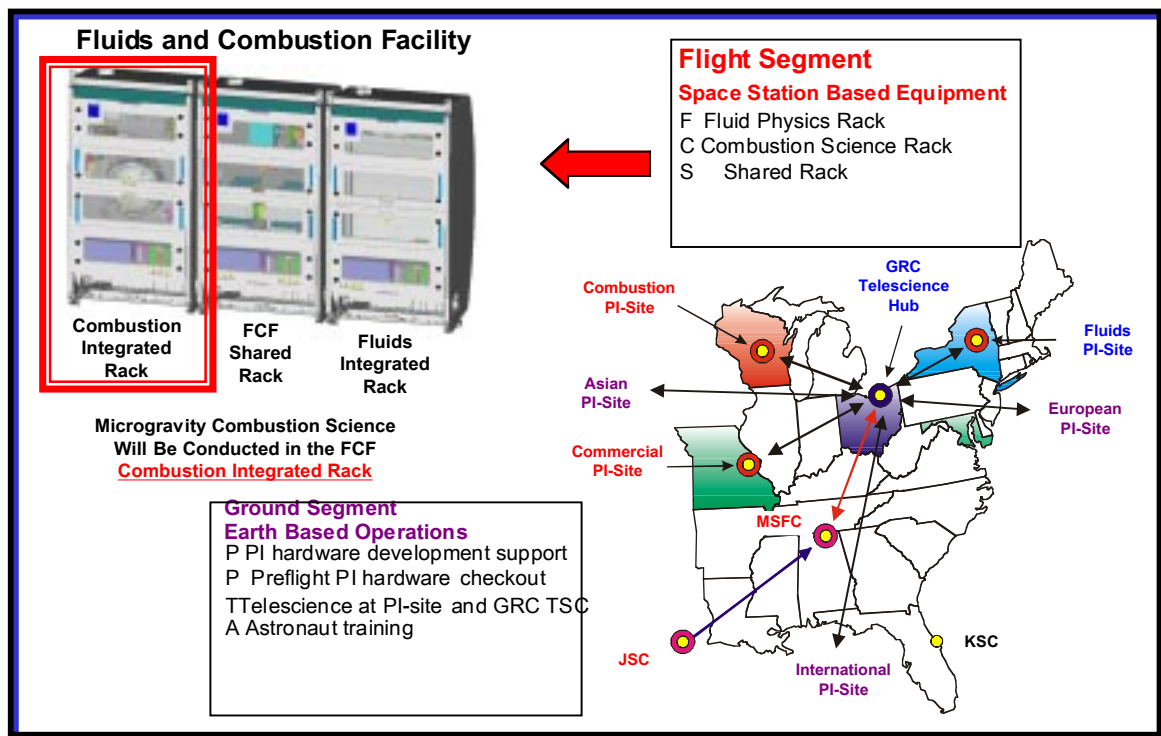 Fluids and Combustion Facility
Combustion
Integrated
Rack
FCF
Shared
Rack
Fluids
Integrated
Rack
Microgravity Combustion Science
Will Be Conducted in the FCF
Combustion Integrated Rack
Flight Segment
Space Station Based Equipment
F Fluid Physics Rack
C Combustion Science Rack
S Shared Rack
Ground Segment
Earth Based Operations
P PI hardware development support
P Preflight PI hardware checkout
TTelescience at PI-site and GRC TSC
A Astronaut training
GRC
Telescience
Hub
Combustion
PI-Site
Fluids
PI-Site
Asian
PI-Site
European
PI-Site
Commercial
PI-Site
MSFC
JSC
KSC
International
PI-Site